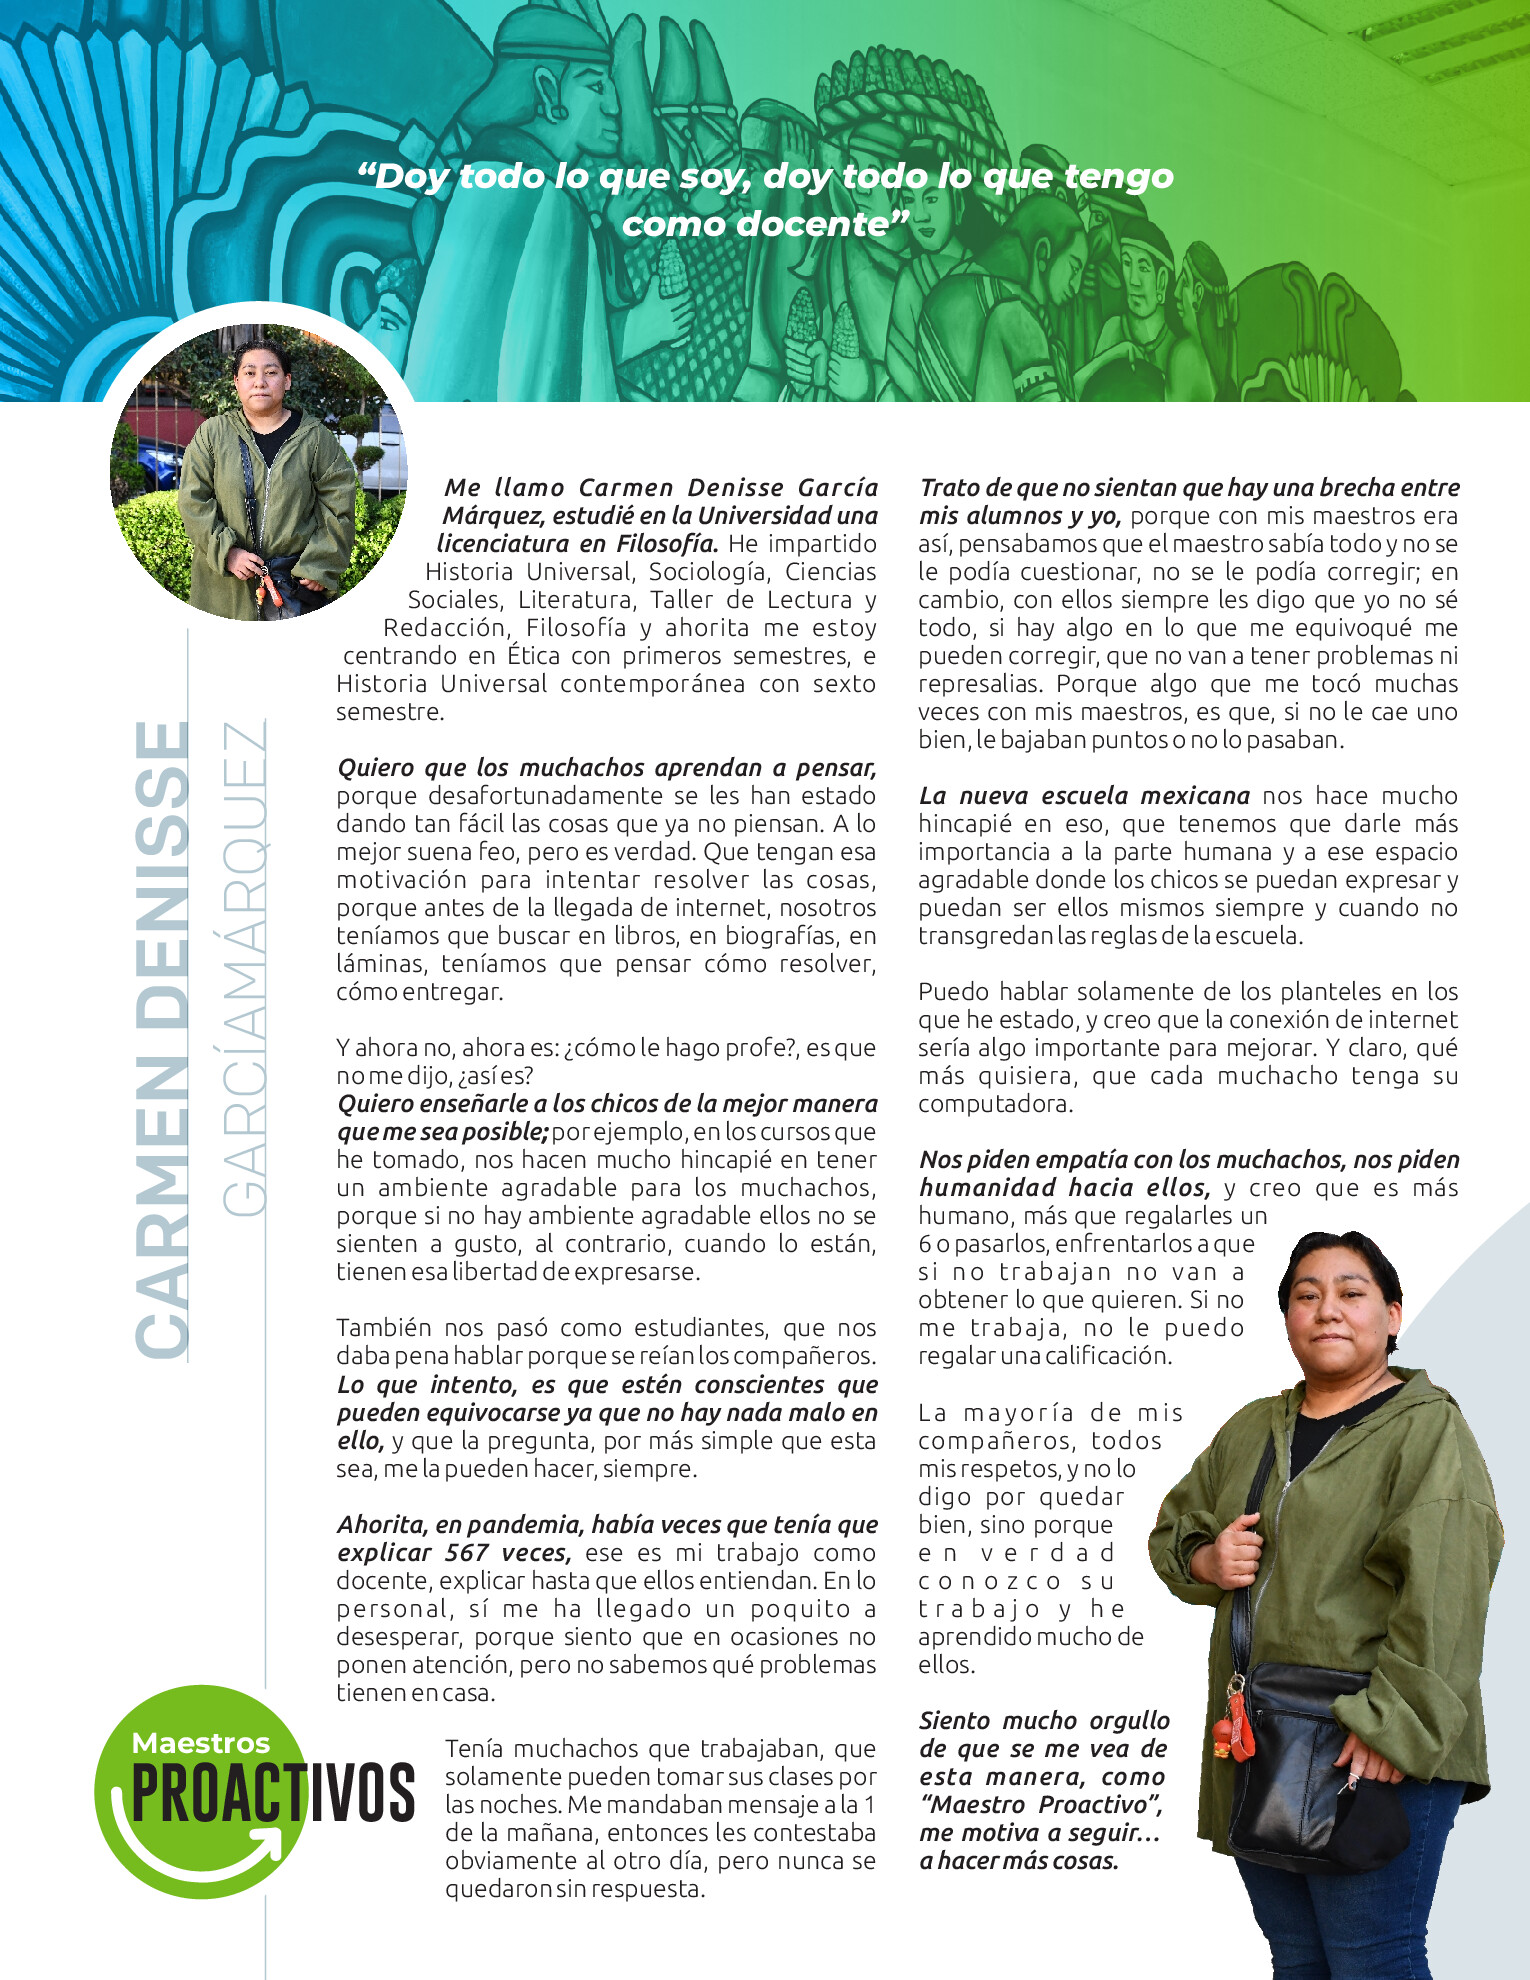 “Doy todo lo que soy, doy todo lo que tengo
como docente”
CARMEN DENISSE
GARCÍAMÁRQUEZ
Me llamo Carmen Denisse García
Márquez, estudié en la Universidad una
licenciatura en Filosofía. He impartido
Historia Universal, Sociología, Ciencias
Sociales, Literatura, Taller de Lectura y
Redacción, Filosofía y ahorita me estoy
centrando en Ética con primeros semestres, e
Historia Universal contemporánea con sexto
semestre.
Quiero que los muchachos aprendan a pensar,
porque desafortunadamente se les han estado
dando tan fácil las cosas que ya no piensan. A lo
mejor suena feo, pero es verdad. Que tengan esa
motivación para intentar resolver las cosas,
porque antes de la llegada de internet, nosotros
teníamos que buscar en libros, en biografías, en
láminas, teníamos que pensar cómo resolver,
cómo entregar.
Y ahora no, ahora es: ¿cómo le hago profe?, es que
no me dijo, ¿así es?
Quiero enseñarle a los chicos de la mejor manera
que me sea posible; por ejemplo, en los cursos que
he tomado, nos hacen mucho hincapié en tener
un ambiente agradable para los muchachos,
porque si no hay ambiente agradable ellos no se
sienten a gusto, al contrario, cuando lo están,
tienen esa libertad de expresarse.
También nos pasó como estudiantes, que nos
daba pena hablar porque se reían los compañeros.
Lo que intento, es que estén conscientes que
pueden equivocarse ya que no hay nada malo en
ello, y que la pregunta, por más simple que esta
sea, me la pueden hacer, siempre.
Ahorita, en pandemia, había veces que tenía que
explicar 567 veces, ese es mi trabajo como
docente, explicar hasta que ellos entiendan. En lo
personal, sí me ha llegado un poquito a
desesperar, porque siento que en ocasiones no
ponen atención, pero no sabemos qué problemas
tienen en casa.
Tenía muchachos que trabajaban, que
solamente pueden tomar sus clases por
las noches. Me mandaban mensaje a la 1
de la mañana, entonces les contestaba
obviamente al otro día, pero nunca se
quedaron sin respuesta.
Trato de que no sientan que hay una brecha entre
mis alumnos y yo, porque con mis maestros era
así, pensabamos que el maestro sabía todo y no se
le podía cuestionar, no se le podía corregir; en
cambio, con ellos siempre les digo que yo no sé
todo, si hay algo en lo que me equivoqué me
pueden corregir, que no van a tener problemas ni
represalias. Porque algo que me tocó muchas
veces con mis maestros, es que, si no le cae uno
bien, le bajaban puntos o no lo pasaban.
La nueva escuela mexicana nos hace mucho
hincapié en eso, que tenemos que darle más
importancia a la parte humana y a ese espacio
agradable donde los chicos se puedan expresar y
puedan ser ellos mismos siempre y cuando no
transgredan las reglas de la escuela.
Puedo hablar solamente de los planteles en los
que he estado, y creo que la conexión de internet
sería algo importante para mejorar. Y claro, qué
más quisiera, que cada muchacho tenga su
computadora.
Nos piden empatía con los muchachos, nos piden
humanidad hacia ellos, y creo que es más
humano, más que regalarles un
6 o pasarlos, enfrentarlos a que
si no trabajan no van a
obtener lo que quieren. Si no
me trabaja, no le puedo
regalar una calificación.
La mayoría de mis
compañeros, todos
mis respetos, y no lo
digo por quedar
bien, sino porque
en verdad
conozco su
trabajo y he
aprendido mucho de
ellos.
Siento mucho orgullo
de que se me vea de
esta manera, como
“Maestro Proactivo”,
me motiva a seguir...
a hacer más cosas.
Maestros
PROACTIVOS